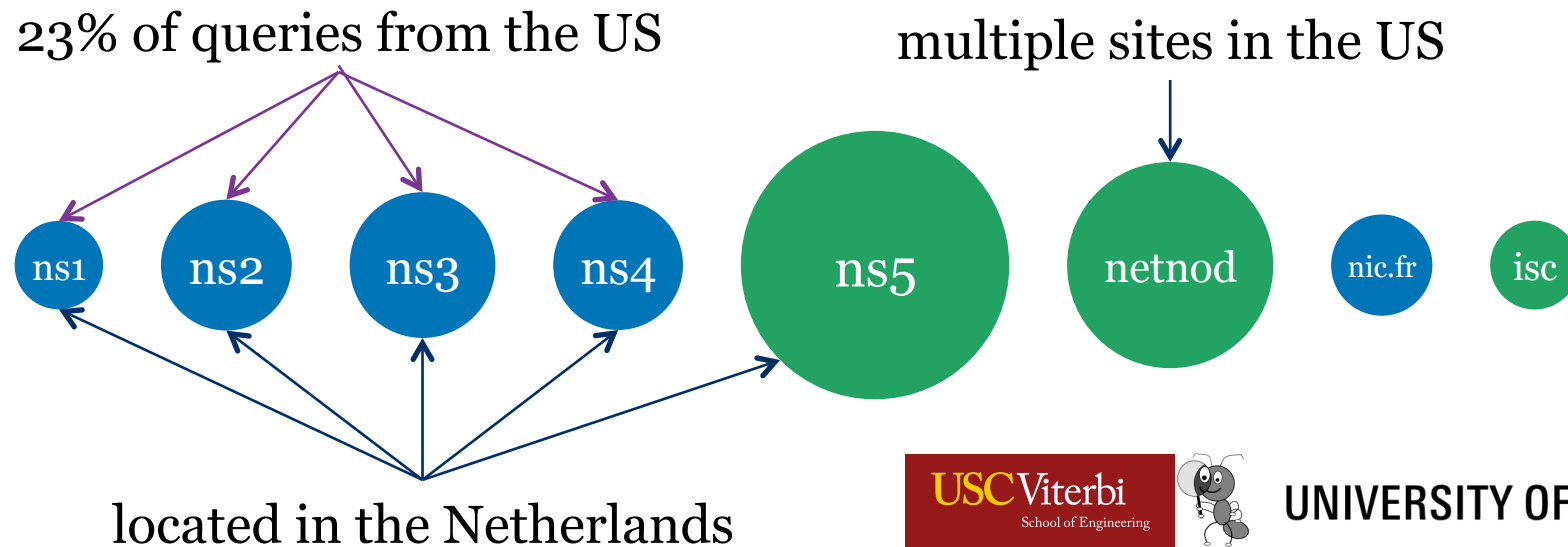 23% of queries from the US
multiple sites in the US
ns1
ns2
ns3
ns4
ns5
netnod
nic.fr
isc
located in the Netherlands
USC Viterbi
School of Engineering
UNIVERSITY OF